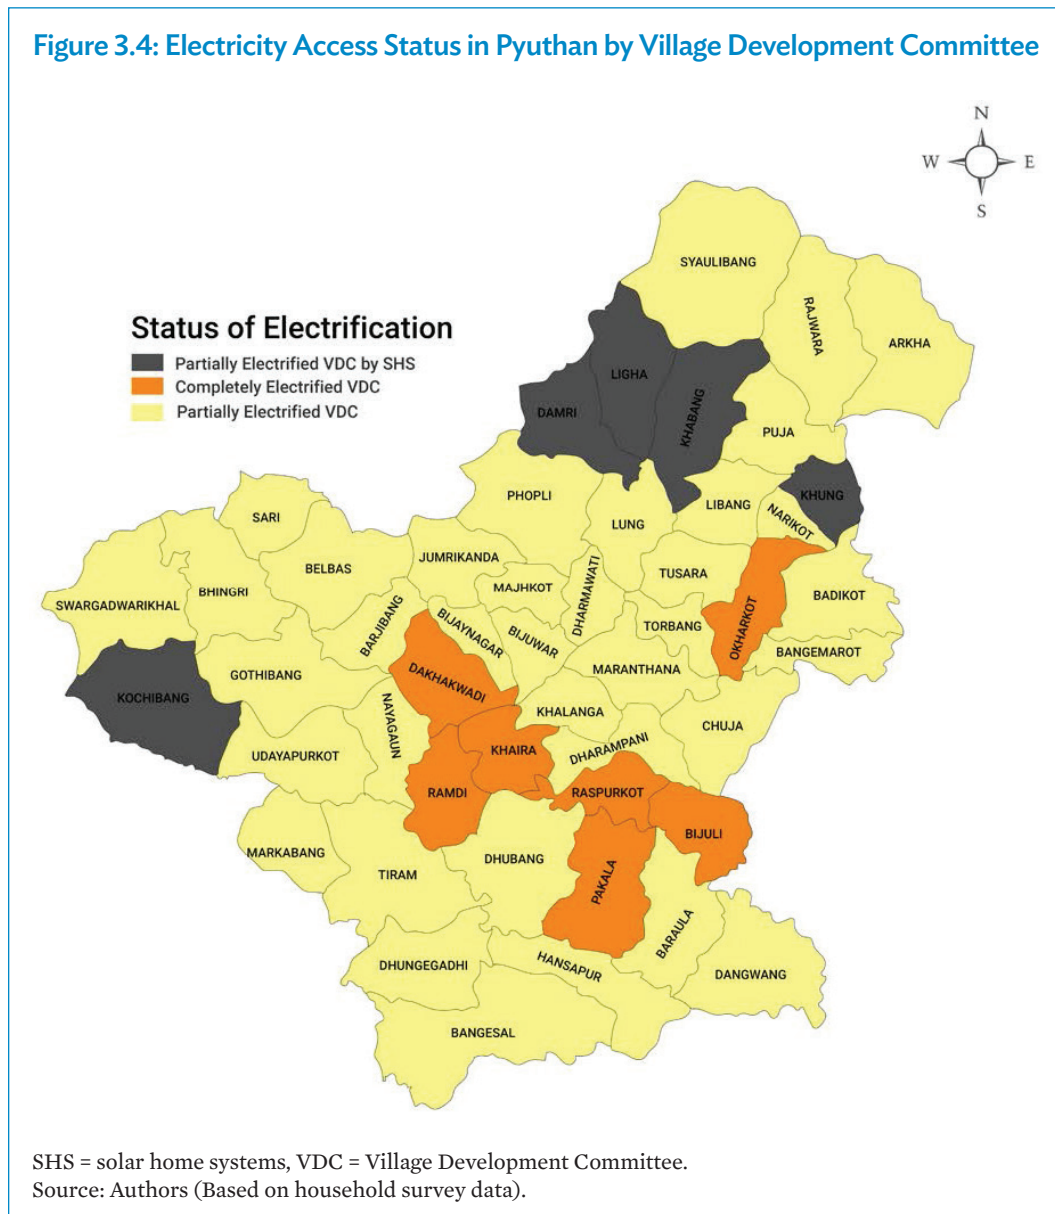 Figure 3.4: Electricity Access Status in Pyuthan by Village Development Committee
N
W
E
S
Status of Electrification
Partially Electrified VDC by SHS
Completely Electrified VDC
Partially Electrified VDC
SYAULIBANG
RAJWARA
ARKHA
LIGHA
DAMRI
KHABANG
PUJA
PHOPLI
KHUNG
LIBANG
NARIKOT
LUNG
SARI
BELBAS
JUMRIKANDA
MAJHKOT
DHARMAWATI
TUSARA
BADIKOT
SWARGADWARIKHAL
BHINGRI
BARJIBANG
BIJAYNAGAR
BIJUWAR
TORBANG
OKHARKOT
BANGEMAROT
MARANTHANA
GOTHIBANG
DAKHAKWADI
KOCHIBANG
KHALANGA
CHUJA
NAYAGAUN
UDAYAPURKOT
KHAIRA
DHARAMPANI
RAMDI
RASPURKOT
BIJULI
MARKABANG
TIRAM
DHUBANG
PAKALA
BARAULA
DHUNGEGADHI
HANSAPUR
DANGWANG
BANGESAL
SHS = solar home systems, VDC = Village Development Committee.
Source: Authors (Based on household survey data).